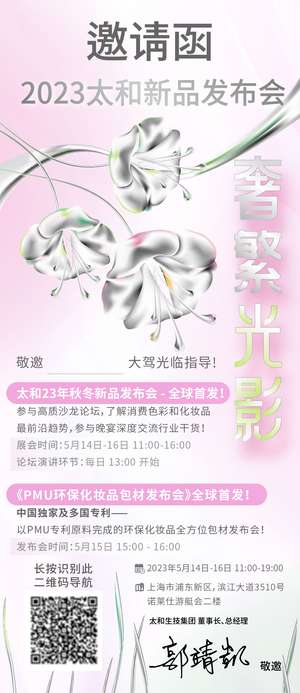 邀请函
2023太和新品发布会
奢繁光影
敬邀 ____________ 大驾光临指导!
太和23年秋冬新品发布会 - 全球首发!
参与高质沙龙论坛,了解消费色彩和化妆品
最前沿趋势,参与晚宴深度交流行业干货!
展会时间:5月14日-16日 11:00-16:00
论坛演讲环节:每日 13:00 开始
《PMU环保化妆品包材发布会》全球首发!
中国独家及多国专利——
以PMU专利原料完成的环保化妆品全方位包材发布会!
发布会时间:5月15日 15:00 - 16:00
长按识别此
二维码导航
2023年5月14日-16日 11:00-19:00
上海市浦东新区,滨江大道3510号
诺莱仕游艇会二楼
太和生技集团 董事长、总经理
郭靖凯 敬邀